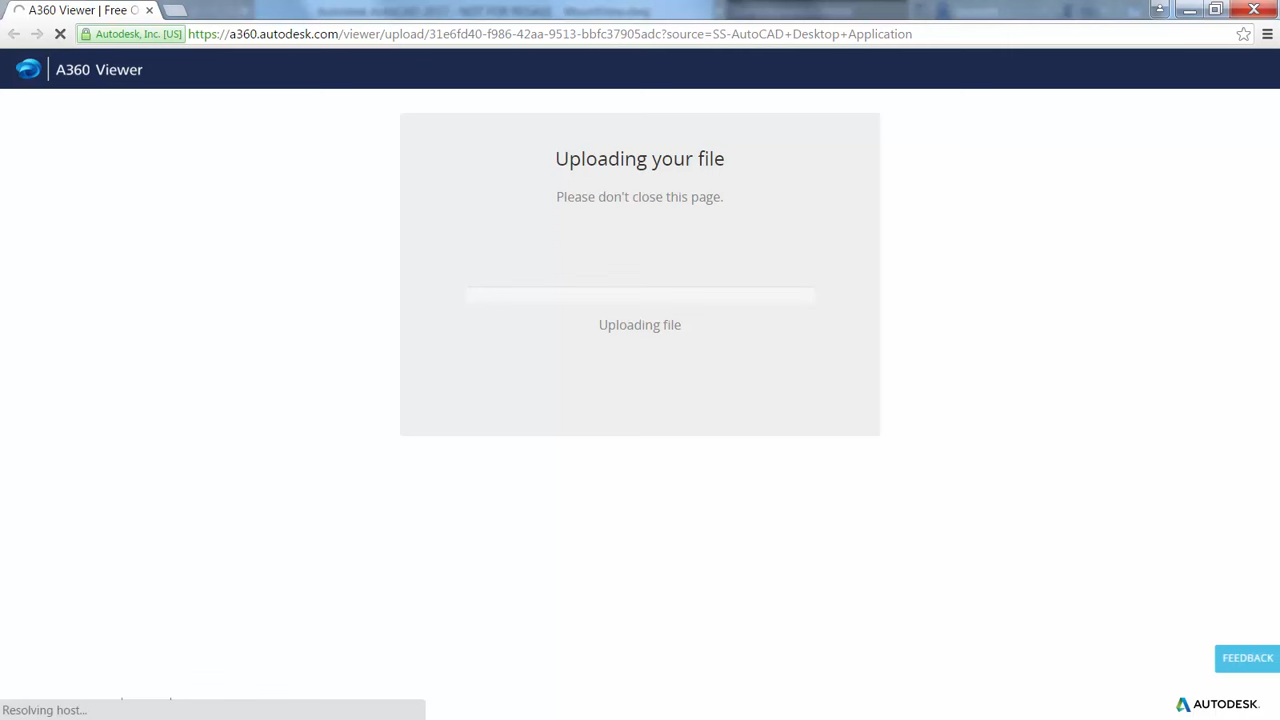 A360 Viewer | Free O
Autodesk, Inc. [US]
https://a360.autodesk.com/viewer/upload/31e6fd40-f986-42aa-9513-bbfc37905adc?source=SS-AutoCAD+Desktop+Application
A360 Viewer
Uploading your file
Please don't close this page.
Uploading file
FEEDBACK
Resolving host...
AUTODESK.